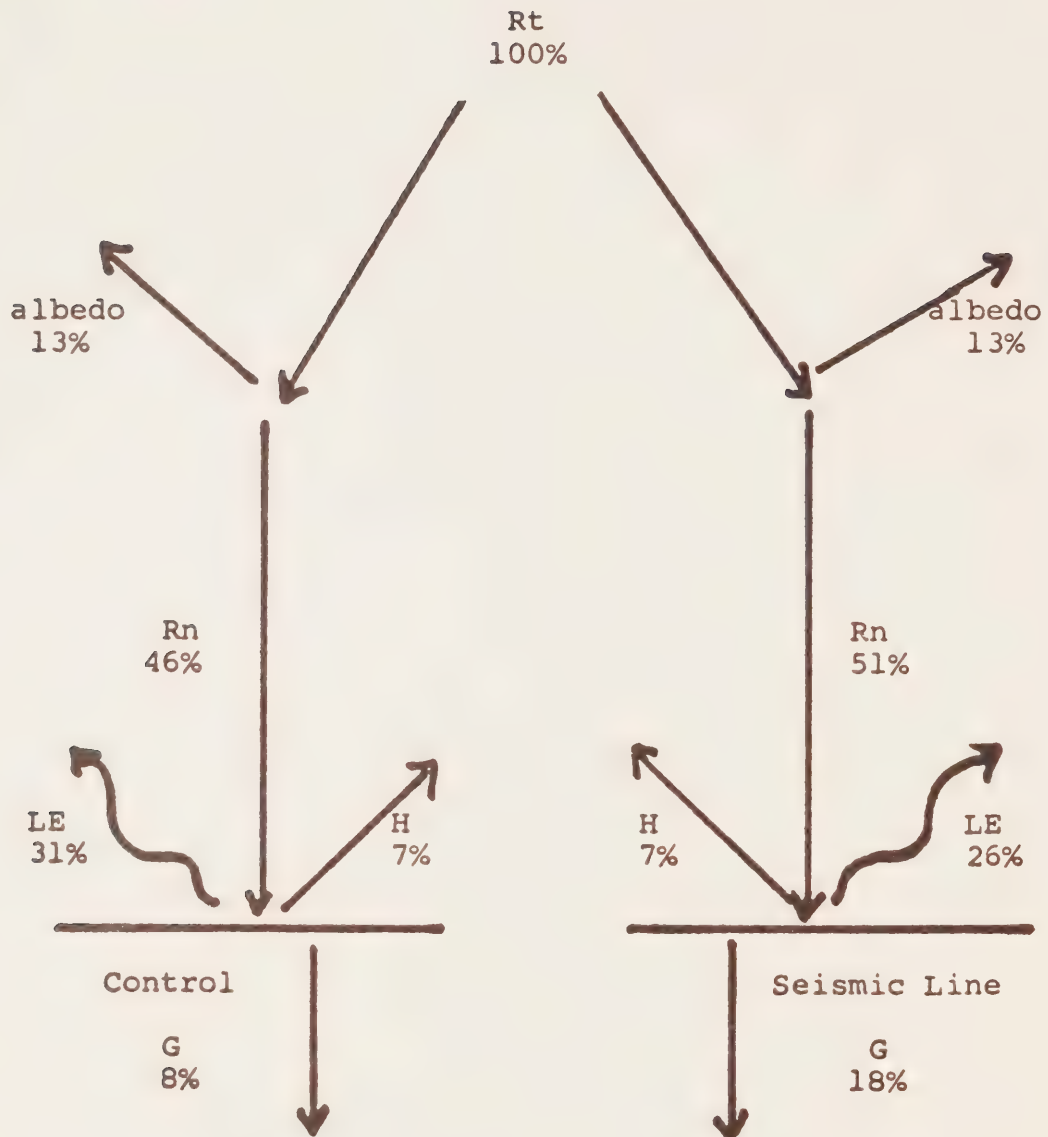 Rt
100%
albedo
13%
albedo
13%
Rn
46%
Rn
51%
LE
31%
H
7%
H
7%
LE
26%
Control
Seismic Line
G
8%
G
18%